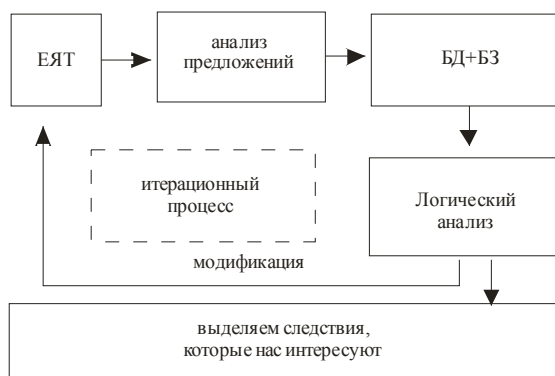 ЕЯТ
анализ
предложений
БД+БЗ
итерационный
процесс
Логический
анализ
модификация
выделяем следствия,
которые нас интересуют